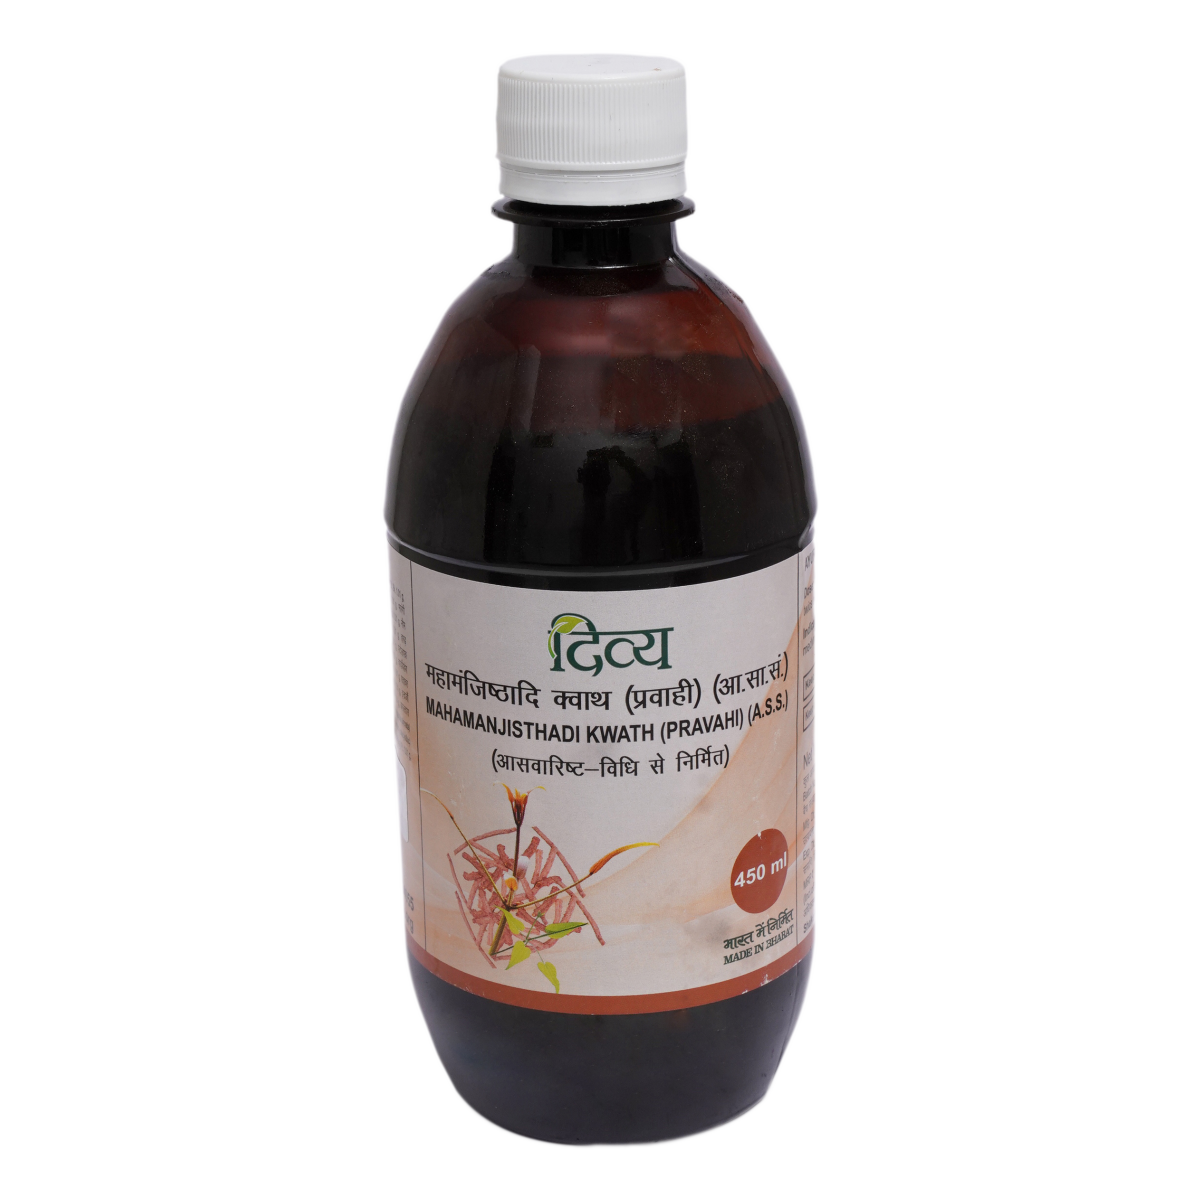 दिव्य
महामंजिष्ठादि क्वाथ (प्रवाही) (आ.सा.सं.)
MAHAMANJISTHADI KWATH (PRAVAHI) (A.S.S.)
(आसवारिष्ट–विधि से निर्मित)
450 ml
भारत में निर्मित
MADE IN BHARAT